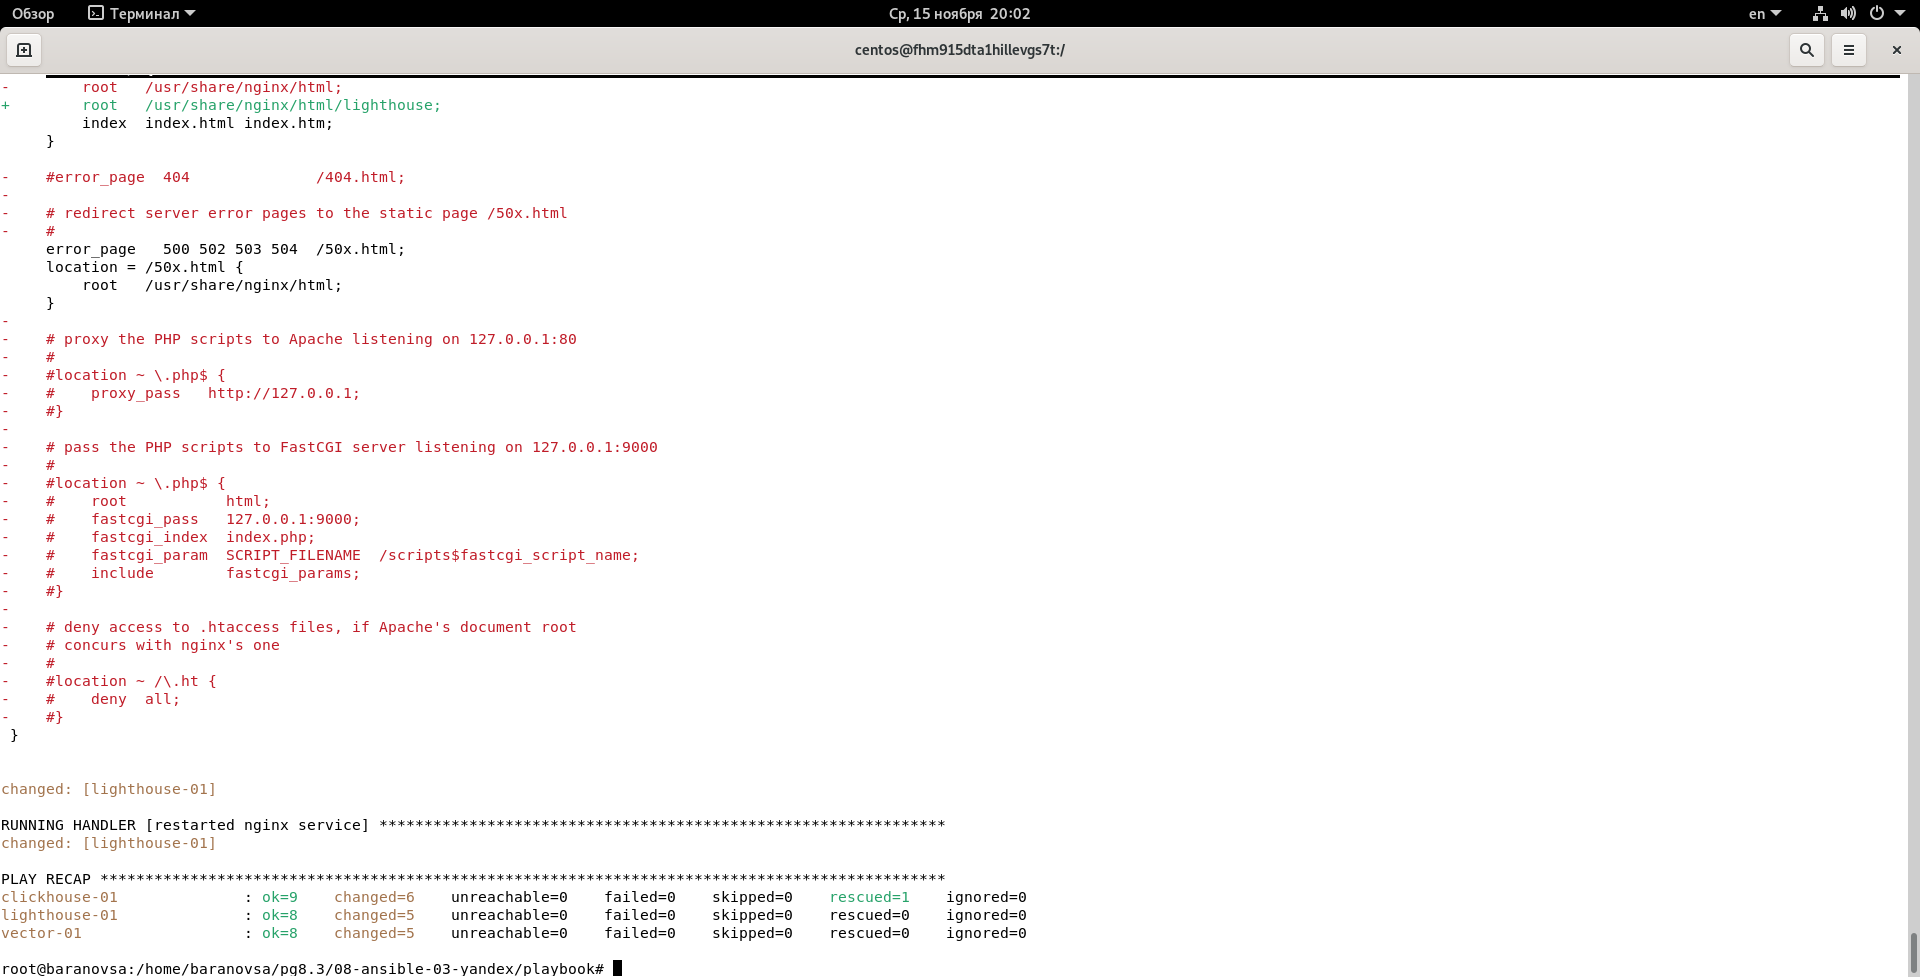 Обзор Терминал Ср, 15 ноября 20:02 en
centos@fhm915dta1hillevgs7t:/
-        root   /usr/share/nginx/html;
+        root   /usr/share/nginx/html/lighthouse;
         index  index.html index.htm;
     }
-    #error_page  404              /404.html;
-
-    # redirect server error pages to the static page /50x.html
-    #
     error_page   500 502 503 504  /50x.html;
     location = /50x.html {
         root   /usr/share/nginx/html;
     }
-
-    # proxy the PHP scripts to Apache listening on 127.0.0.1:80
-    #
-    #location ~ \.php$ {
-    #    proxy_pass   http://127.0.0.1;
-    #}
-
-    # pass the PHP scripts to FastCGI server listening on 127.0.0.1:9000
-    #
-    #location ~ \.php$ {
-    #    root           html;
-    #    fastcgi_pass   127.0.0.1:9000;
-    #    fastcgi_index  index.php;
-    #    fastcgi_param  SCRIPT_FILENAME  /scripts$fastcgi_script_name;
-    #    include        fastcgi_params;
-    #}
-
-    # deny access to .htaccess files, if Apache's document root
-    # concurs with nginx's one
-    #
-    #location ~ /\.ht {
-    #    deny  all;
-    #}
 }
changed: [lighthouse-01]
RUNNING HANDLER [restarted nginx service] ***************************************************************
changed: [lighthouse-01]
PLAY RECAP **********************************************************************************************
clickhouse-01              : ok=9    changed=6    unreachable=0    failed=0    skipped=0    rescued=1    ignored=0
lighthouse-01              : ok=8    changed=5    unreachable=0    failed=0    skipped=0    rescued=0    ignored=0
vector-01                  : ok=8    changed=5    unreachable=0    failed=0    skipped=0    rescued=0    ignored=0
root@baranovsa:/home/baranovsa/pg8.3/08-ansible-03-yandex/playbook#